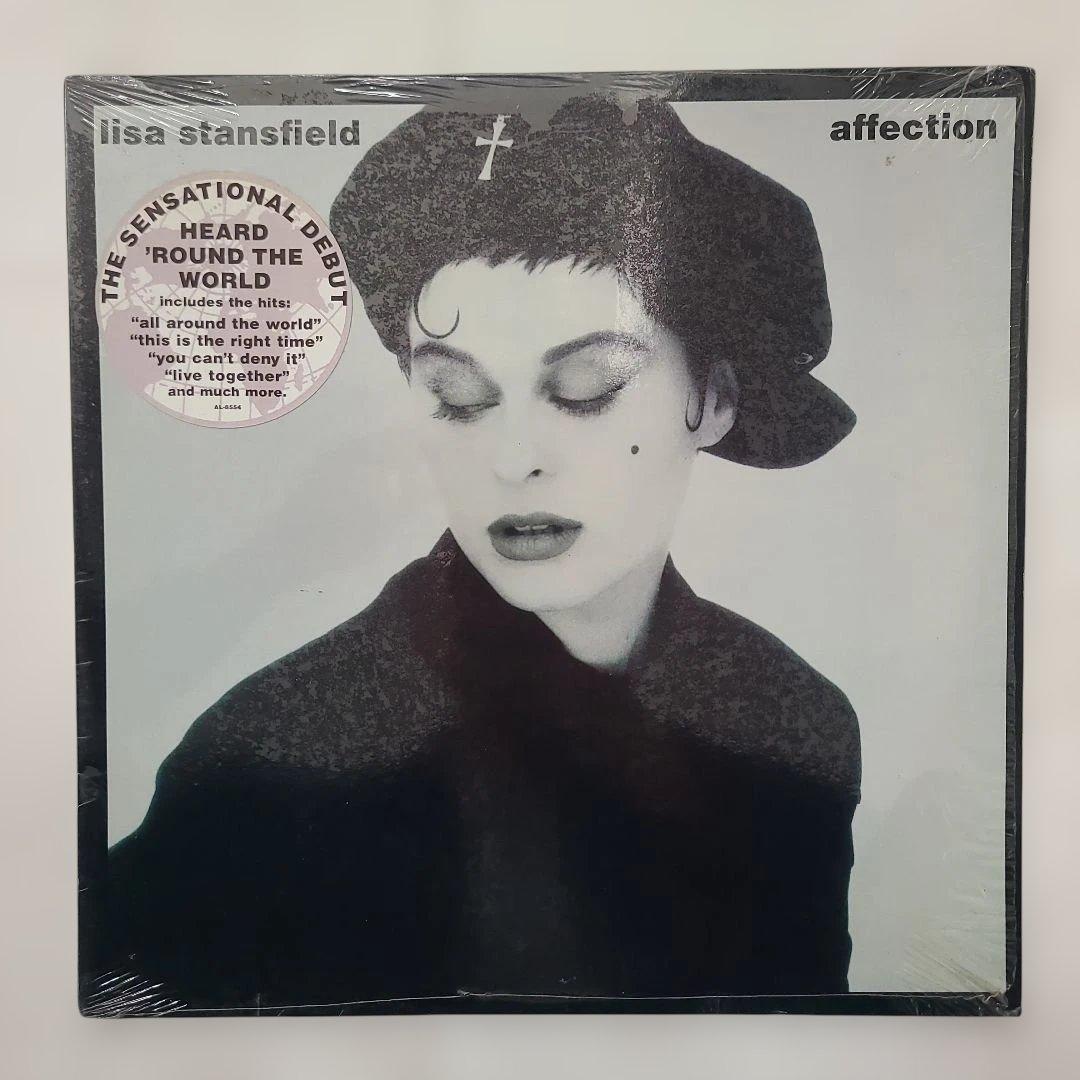 lisa stansfield
affection
THE SENSATIONAL DEBUT
HEARD
'ROUND THE
WORLD
includes the hits:
"all around the world"
"this is the right time"
"you can't deny it"
"live together"
and much more.
AL-8554